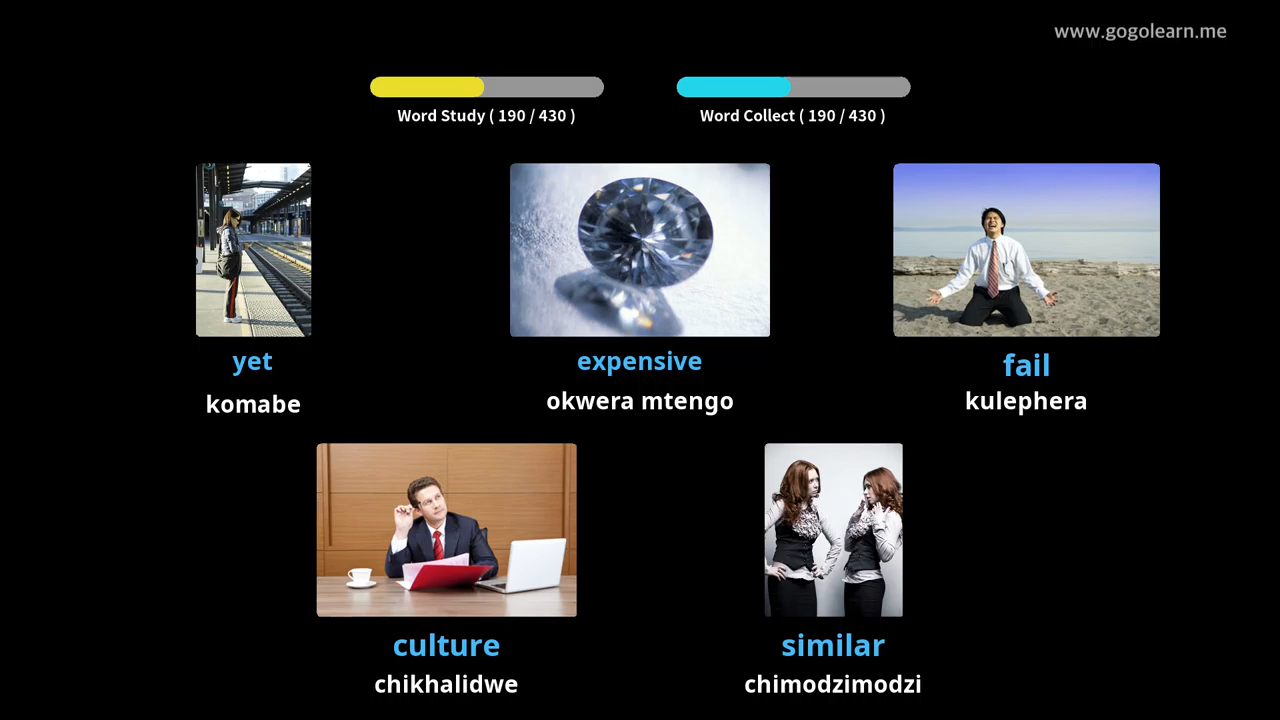 www.gogolearn.me
Word Study ( 190 / 430 )
Word Collect ( 190 / 430 )
yet
komabe
expensive
okwera mtengo
fail
kulephera
culture
chikhalidwe
similar
chimodzimodzi